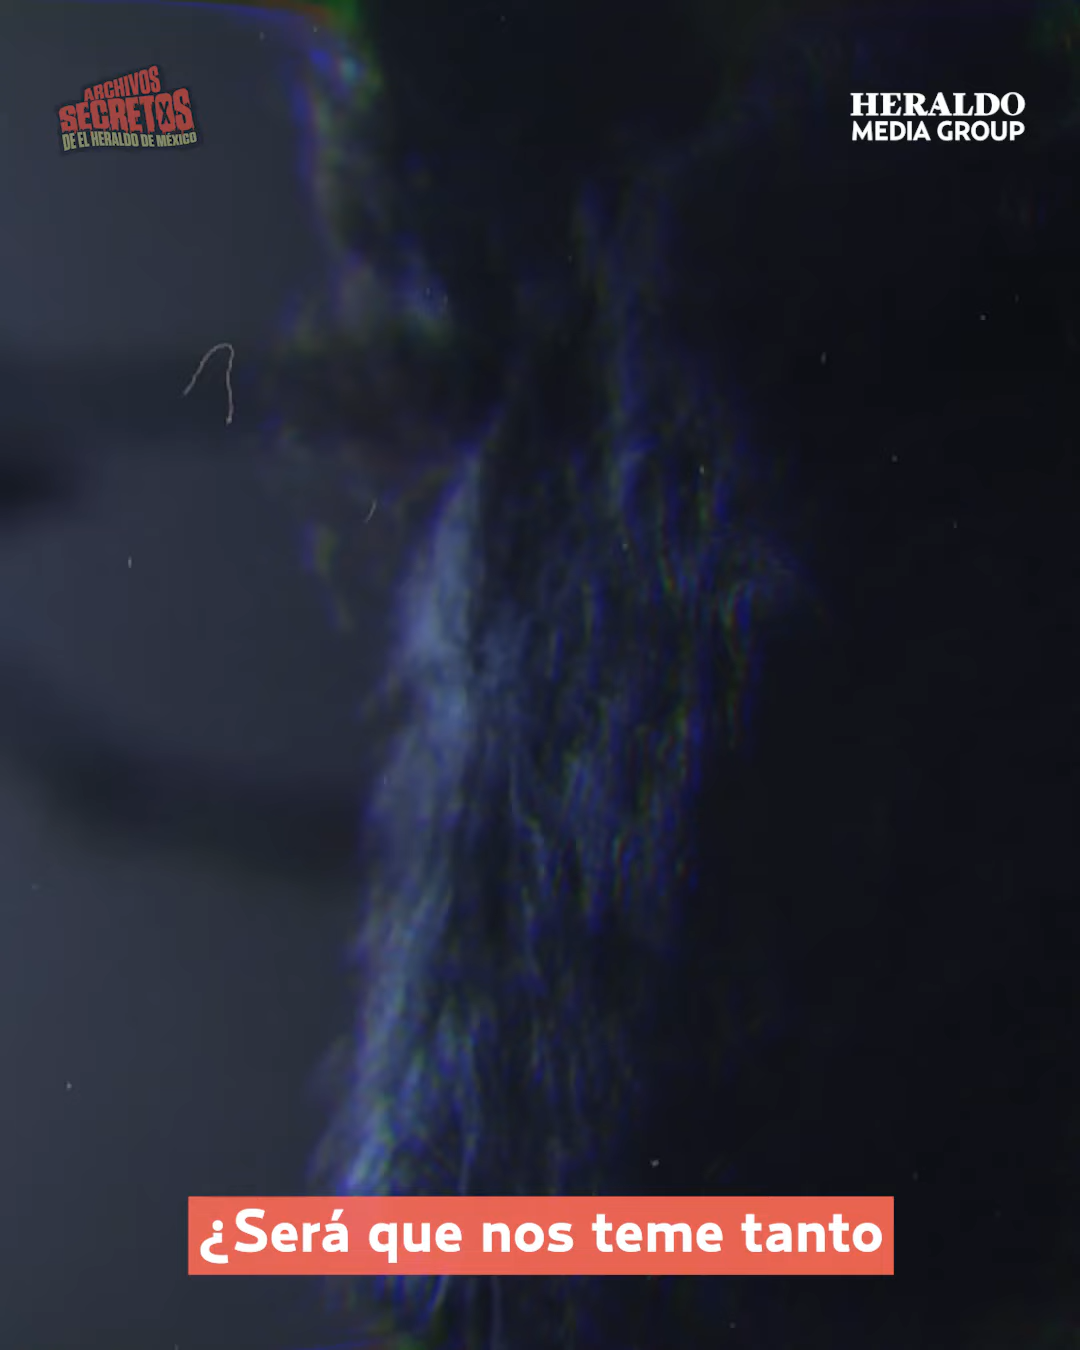 ARCHIVOS
SECRETOS
DE EL HERALDO DE MÉXICO
HERALDO
MEDIA GROUP
¿Será que nos teme tanto